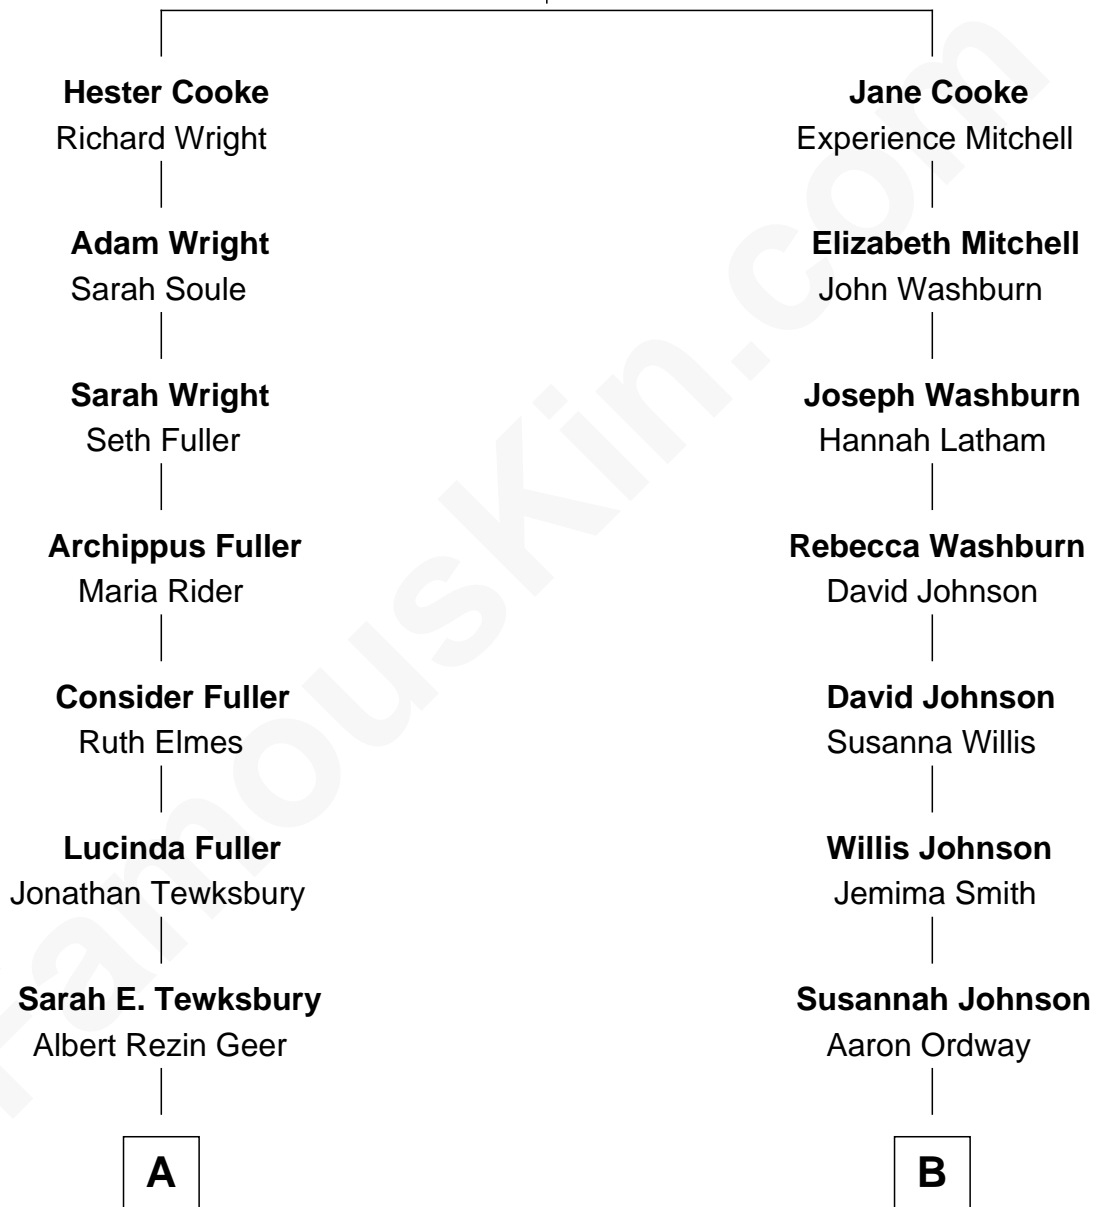 Hester Cooke
Richard Wright
Adam Wright
Sarah Soule
Sarah Wright
Seth Fuller
Archippus Fuller
Maria Rider
Consider Fuller
Ruth Elmes
Lucinda Fuller
Jonathan Tewksbury
Sarah E. Tewksbury
Albert Rezin Geer
A
Jane Cooke
Experience Mitchell
Elizabeth Mitchell
John Washburn
Joseph Washburn
Hannah Latham
Rebecca Washburn
David Johnson
David Johnson
Susanna Willis
Willis Johnson
Jemima Smith
Susannah Johnson
Aaron Ordway
B
FamousKin.com